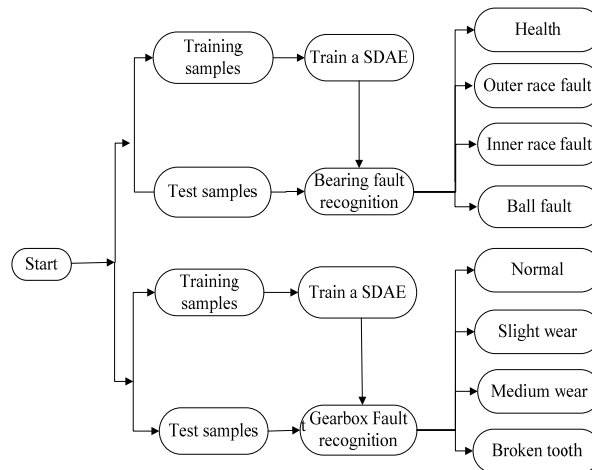 Health
Training
samples
Train a SDAE
Outer race fault
Inner race fault
Test samples
Bearing fault
recognition
Ball fault
Start
Normal
Training
samples
Train a SDAE
Slight wear
Medium wear
Test samples
t Gearbox Fault
recognition
Broken tooth